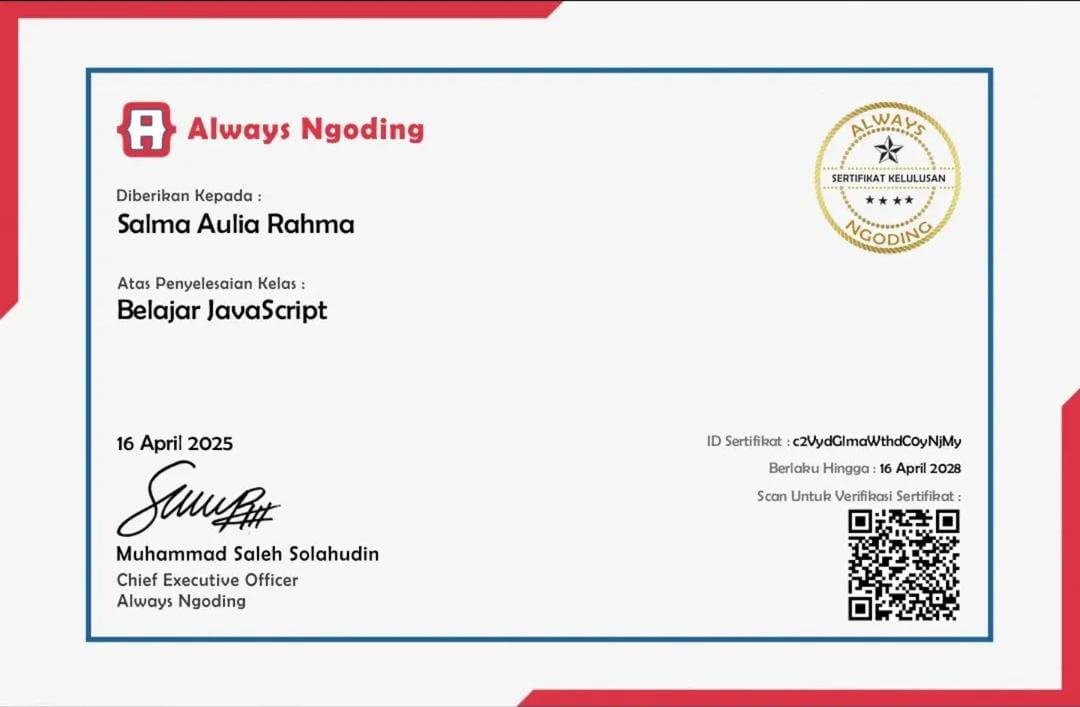 Always Ngoding
ALWAYS
SERTIFIKAT KELULUSAN
NGODING
Diberikan Kepada :
Salma Aulia Rahma
Atas Penyelesaian Kelas :
Belajar JavaScript
16 April 2025
Muhammad Saleh Solahudin
Chief Executive Officer
Always Ngoding
ID Sertifikat : c2VydGlmaWthdC0yNjMy
Berlaku Hingga : 16 April 2028
Scan Untuk Verifikasi Sertifikat :